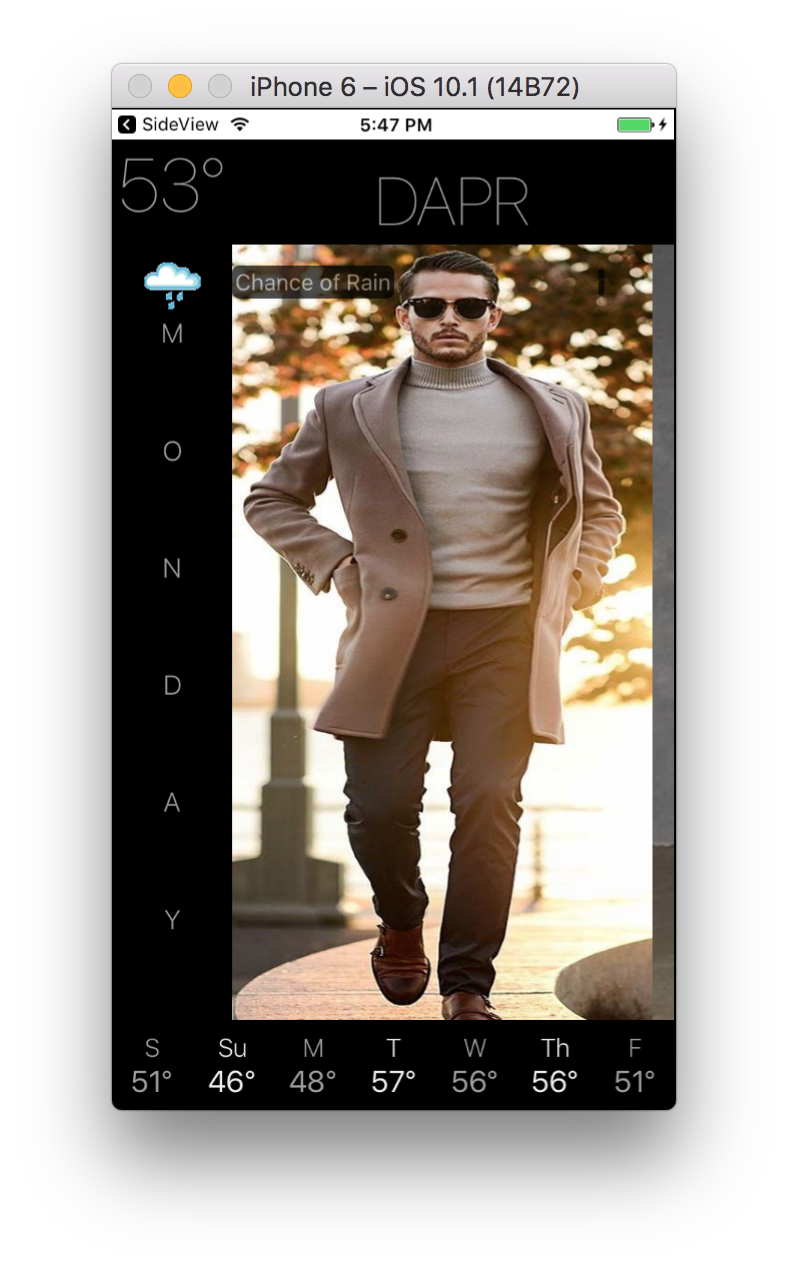 iPhone 6 – iOS 10.1 (14B72)
SideView 5:47 PM
53°
DAPR
Chance of Rain
M
O
N
D
A
Y
S Su M T W Th F
51° 46° 48° 57° 56° 56° 51°